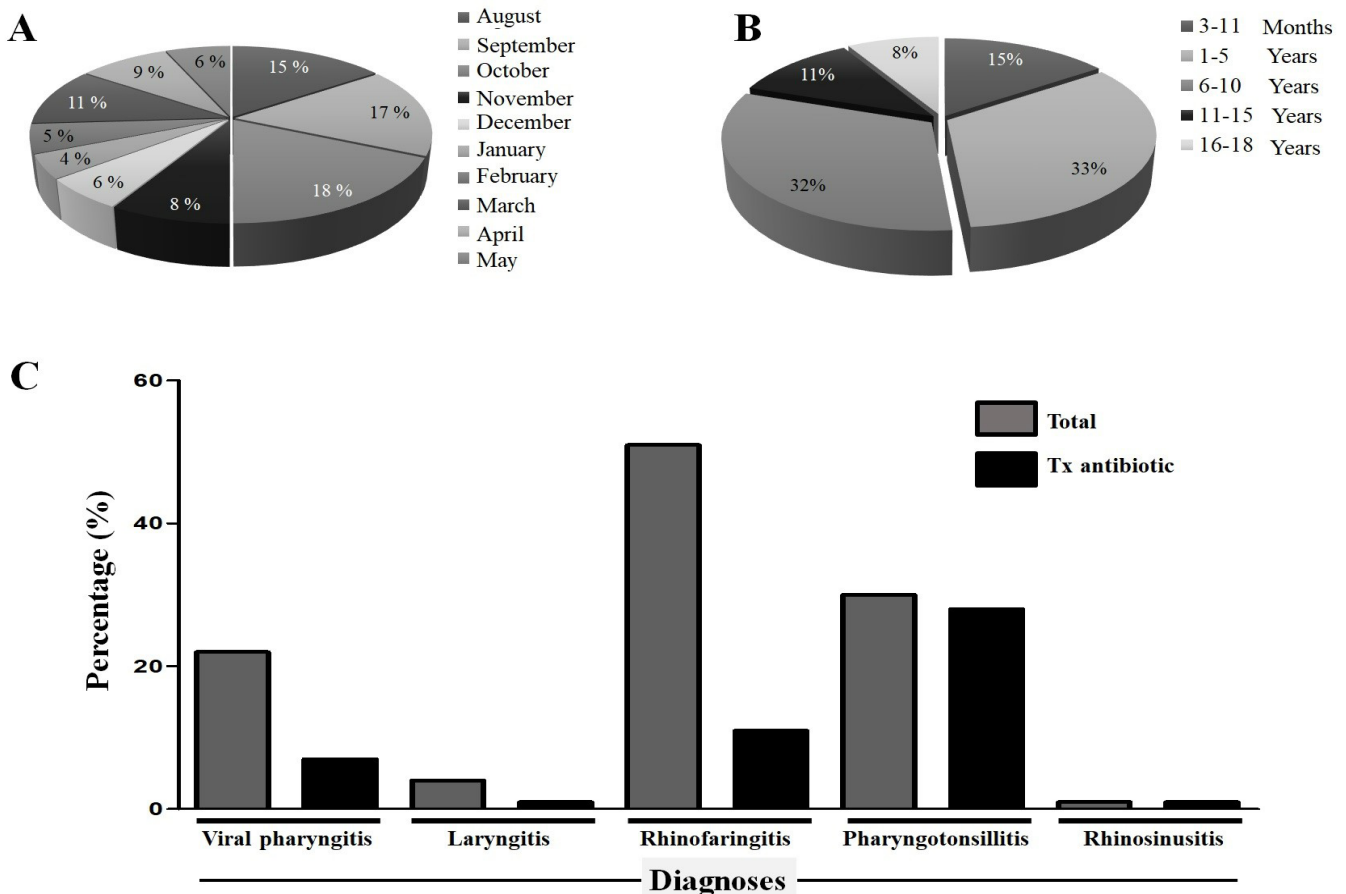 A
15 %
17 %
18 %
8 %
6 %
4 %
5 %
11 %
9 %
6 %
August
September
October
November
December
January
February
March
April
May
B
15%
33%
32%
11%
8%
3-11 Months
1-5 Years
6-10 Years
11-15 Years
16-18 Years
C
Percentage (%)
60
40
20
0
Total
Tx antibiotic
Viral pharyngitis Laryngitis Rhinofaringitis Pharyngotonsillitis Rhinosinusitis
Diagnoses